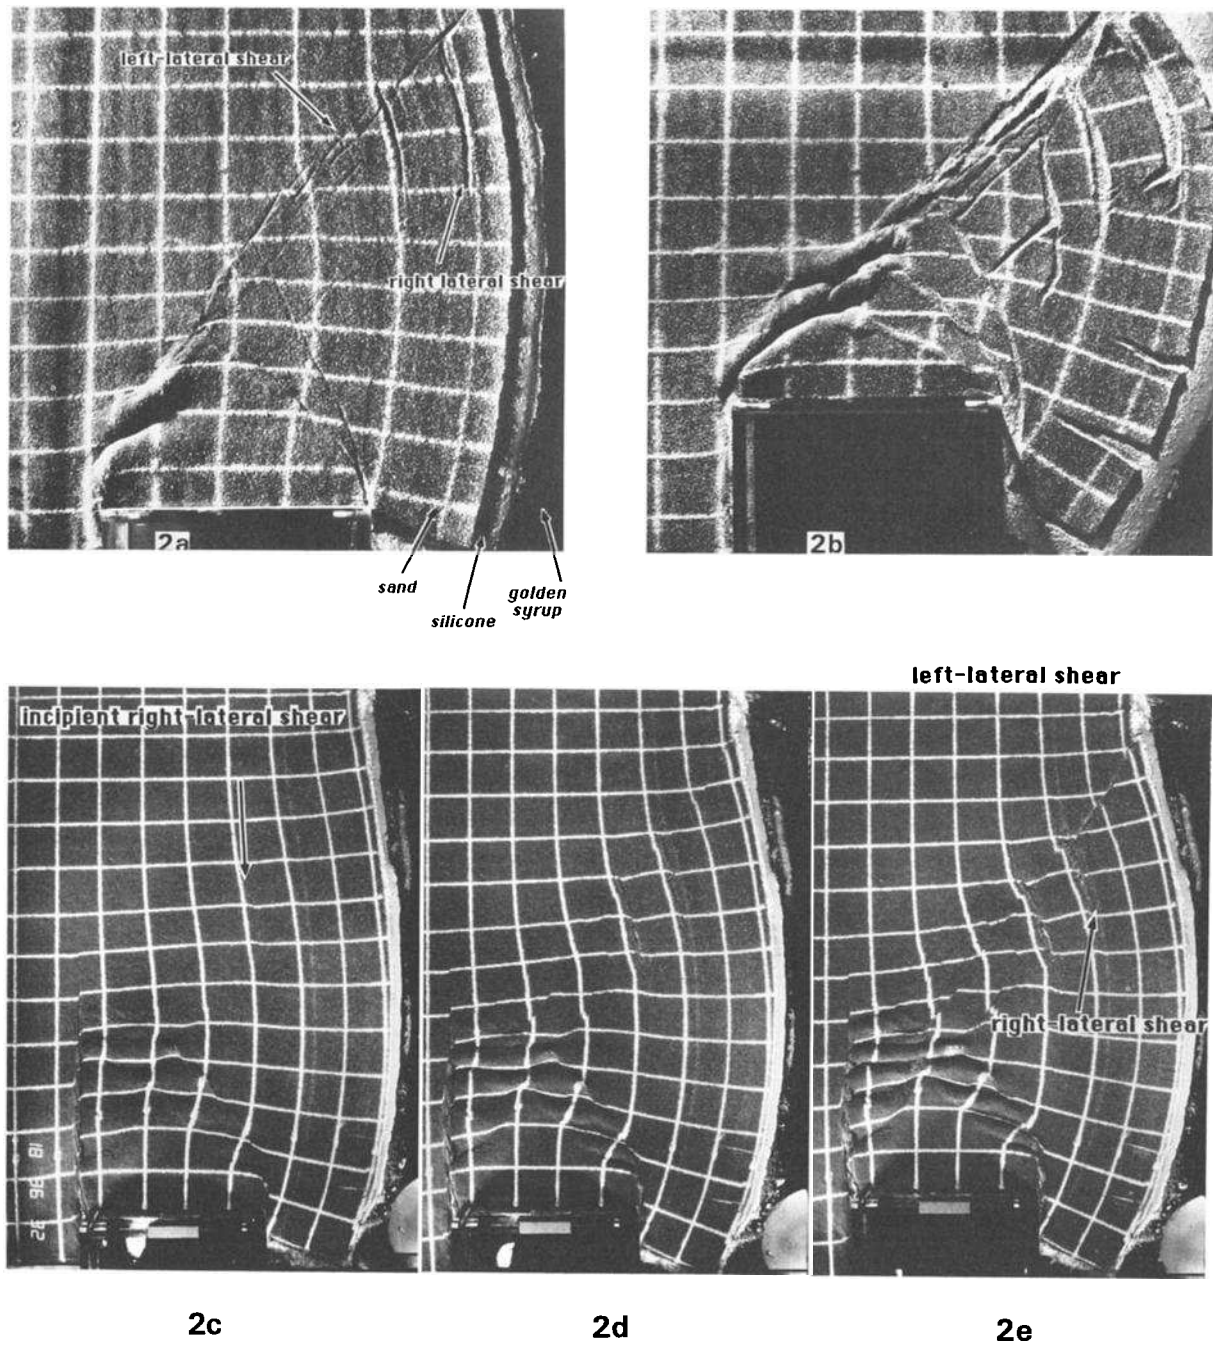 left-lateral shear
right lateral shear
2a
2b
sand
silicone
golden
syrup
left-lateral shear
incipient right-lateral shear
right-lateral shear
2c
2d
2e